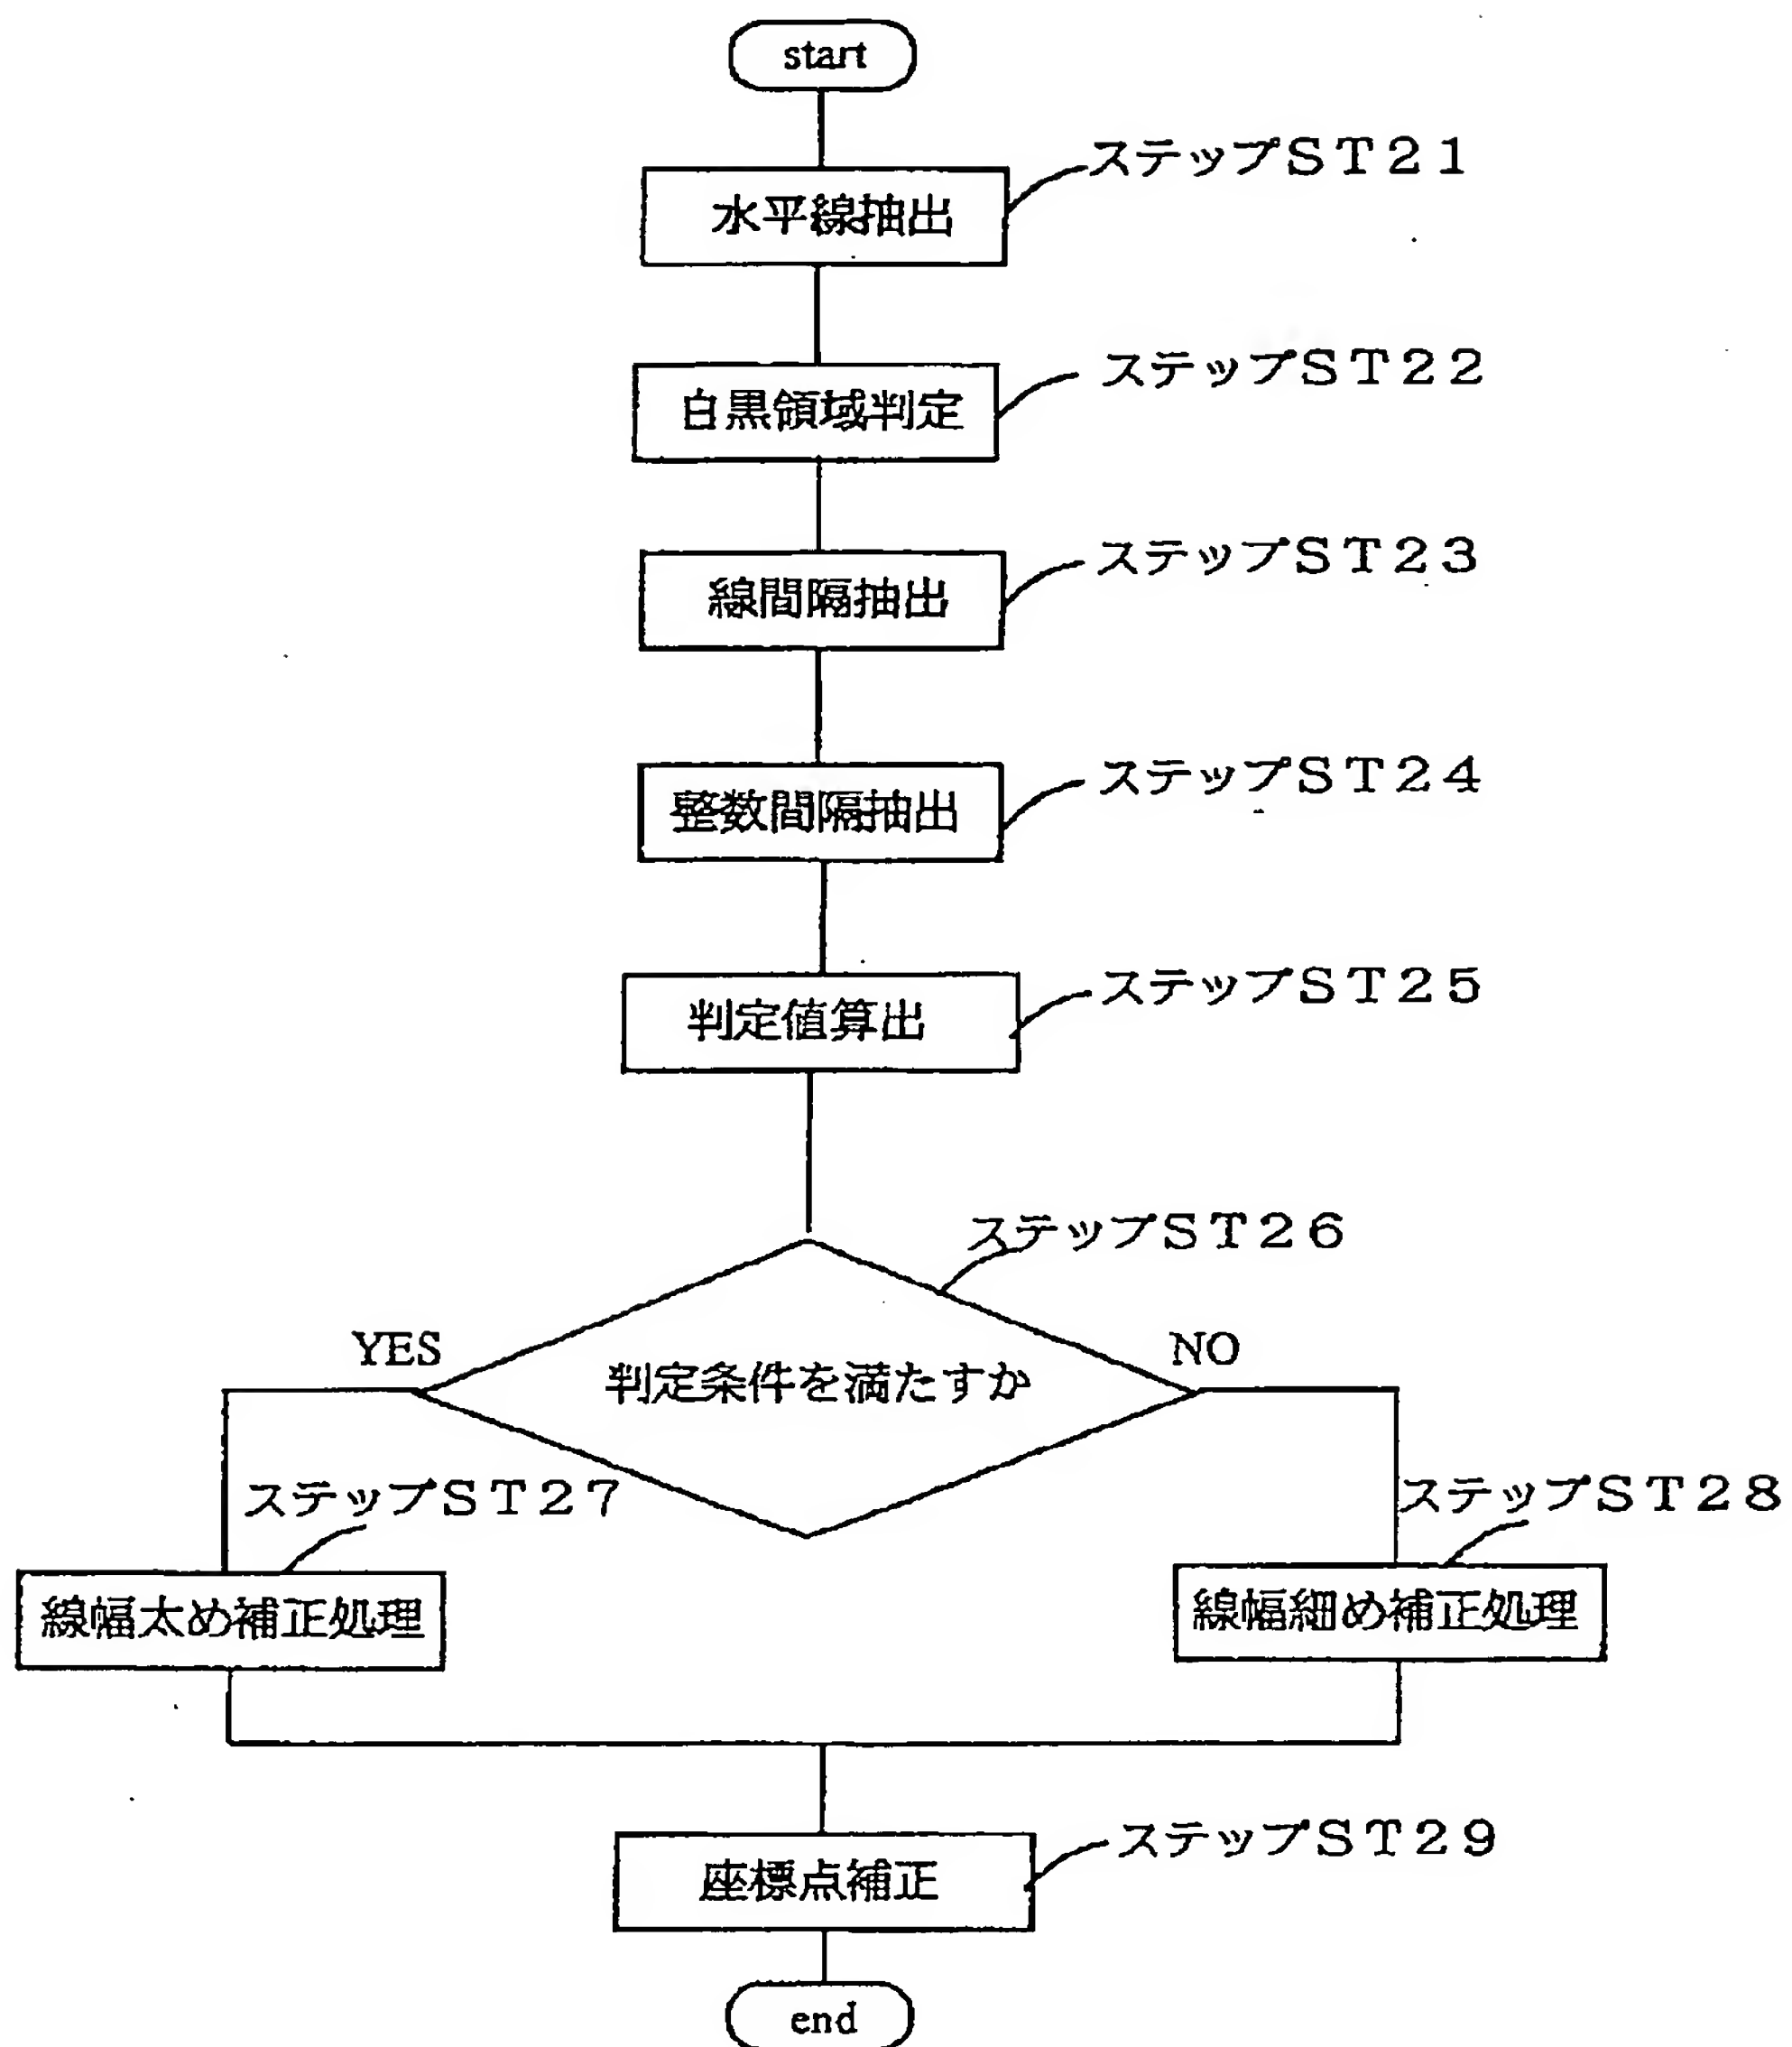 start
ステップST21
水平線抽出
ステップST22
白黒領域判定
ステップST23
線間隔抽出
ステップST24
整数間隔抽出
ステップST25
判定値算出
ステップST26
YES
NO
判定条件を満たすか
ステップST27
ステップST28
線幅太め補正処理
線幅細め補正処理
ステップST29
座標点補正
end